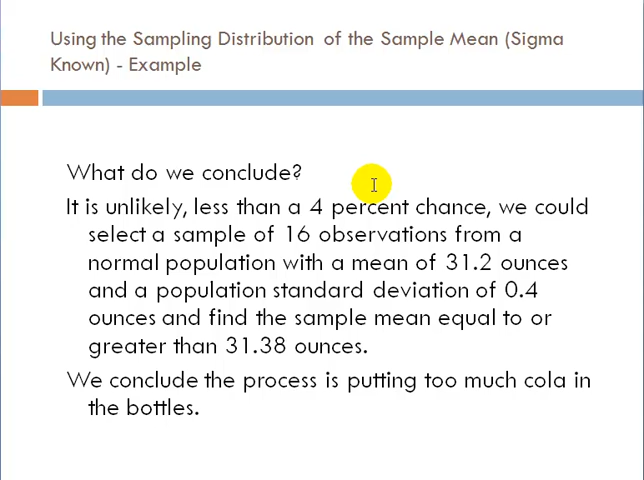 Using the Sampling Distribution of the Sample Mean (Sigma
Known) - Example
What do we conclude?
It is unlikely, less than a 4 percent chance, we could
select a sample of 16 observations from a
normal population with a mean of 31.2 ounces
and a population standard deviation of 0.4
ounces and find the sample mean equal to or
greater than 31.38 ounces.
We conclude the process is putting too much cola in
the bottles.